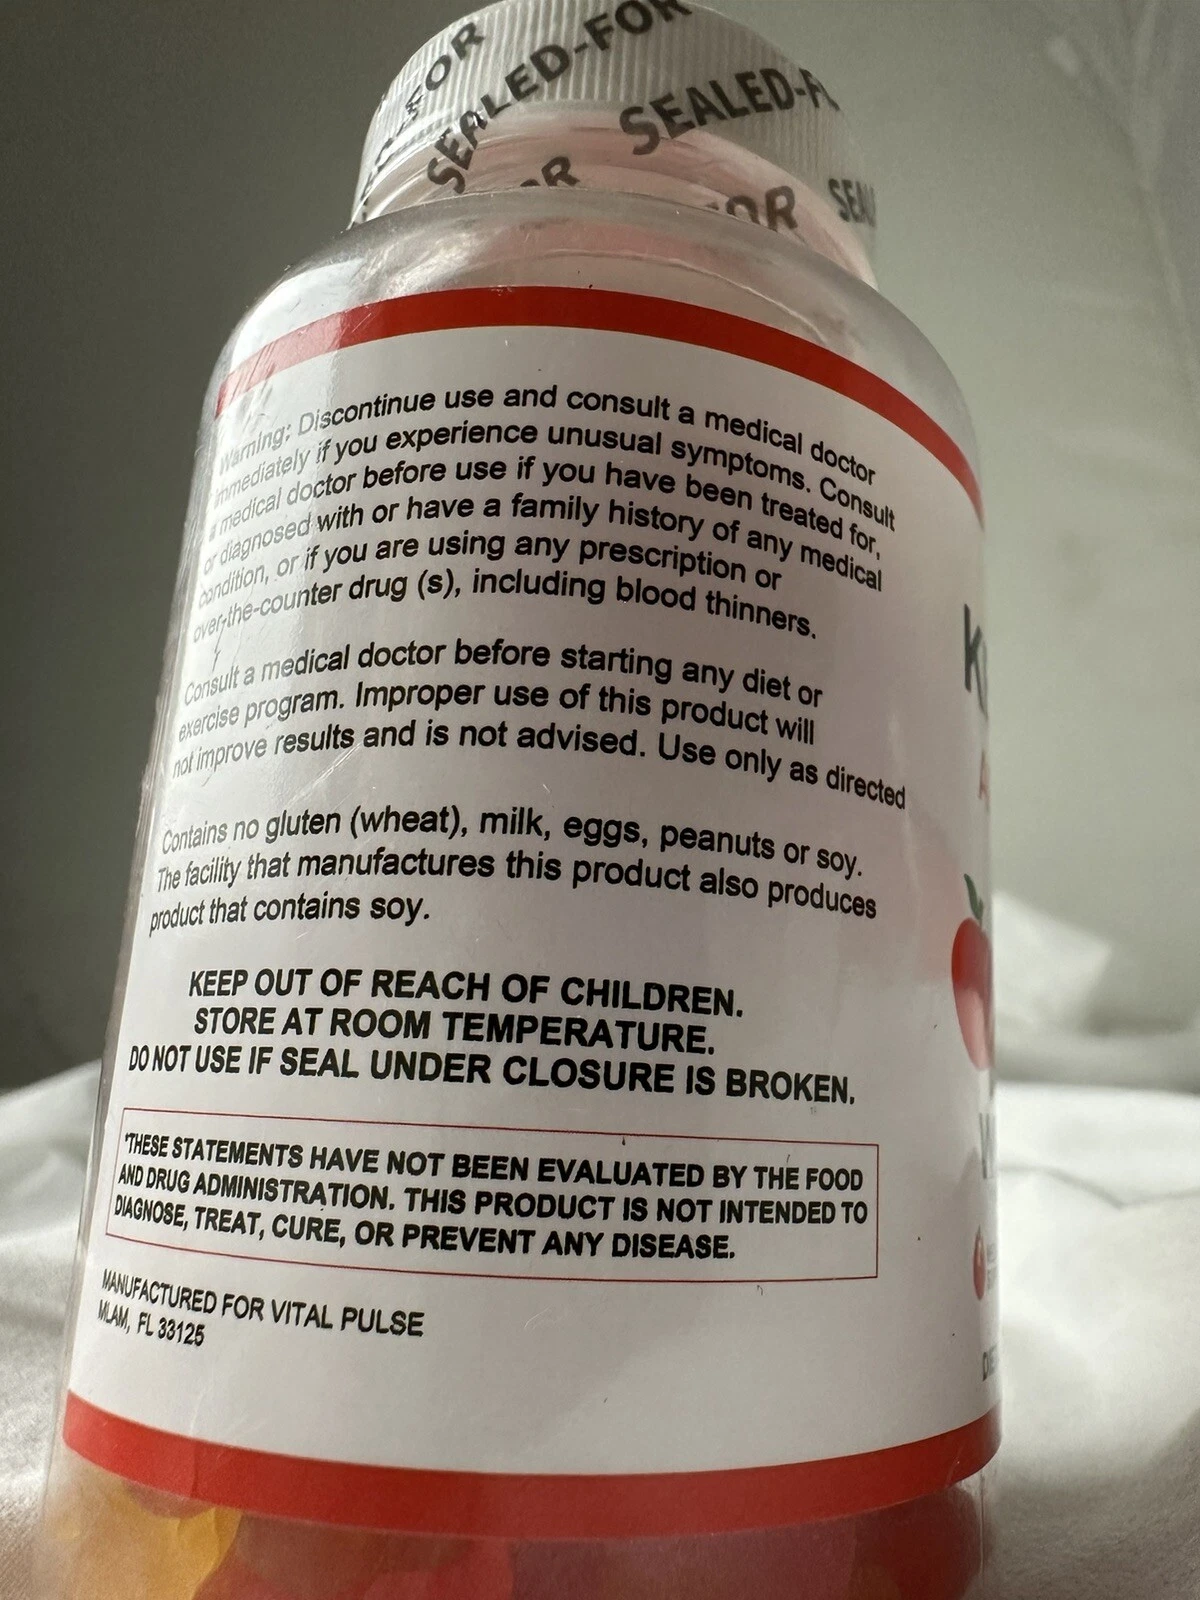 FOR
SEALED-FOR
SEALED-F
OR
OR
SEAL
Warning: Discontinue use and consult a medical doctor
immediately if you experience unusual symptoms. Consult
a medical doctor before use if you have been treated for,
or diagnosed with or have a family history of any medical
condition, or if you are using any prescription or
over-the-counter drug (s), including blood thinners.
Consult a medical doctor before starting any diet or
exercise program. Improper use of this product will
not improve results and is not advised. Use only as directed
Contains no gluten (wheat), milk, eggs, peanuts or soy.
The facility that manufactures this product also produces
product that contains soy.
KEEP OUT OF REACH OF CHILDREN.
STORE AT ROOM TEMPERATURE.
DO NOT USE IF SEAL UNDER CLOSURE IS BROKEN.
*THESE STATEMENTS HAVE NOT BEEN EVALUATED BY THE FOOD
AND DRUG ADMINISTRATION. THIS PRODUCT IS NOT INTENDED TO
DIAGNOSE, TREAT, CURE, OR PREVENT ANY DISEASE.
MANUFACTURED FOR VITAL PULSE
MLAM, FL 33125